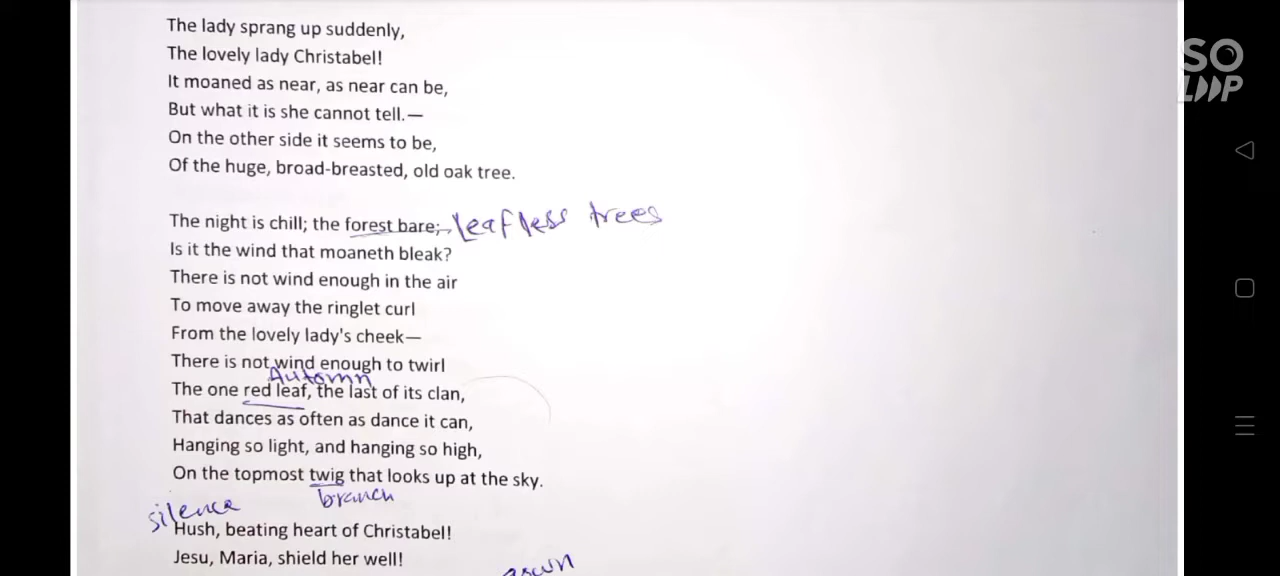 The lady sprang up suddenly,
The lovely lady Christabel!
It moaned as near, as near can be,
But what it is she cannot tell.—
On the other side it seems to be,
Of the huge, broad-breasted, old oak tree.
The night is chill; the forest bare; Leafless trees
Is it the wind that moaneth bleak?
There is not wind enough in the air
To move away the ringlet curl
From the lovely lady's cheek—
There is not wind enough to twirl
Automn
The one red leaf, the last of its clan,
That dances as often as dance it can,
Hanging so light, and hanging so high,
On the topmost twig that looks up at the sky.
branch
silence
Hush, beating heart of Christabel!
Jesu, Maria, shield her well!
SO
LOOP